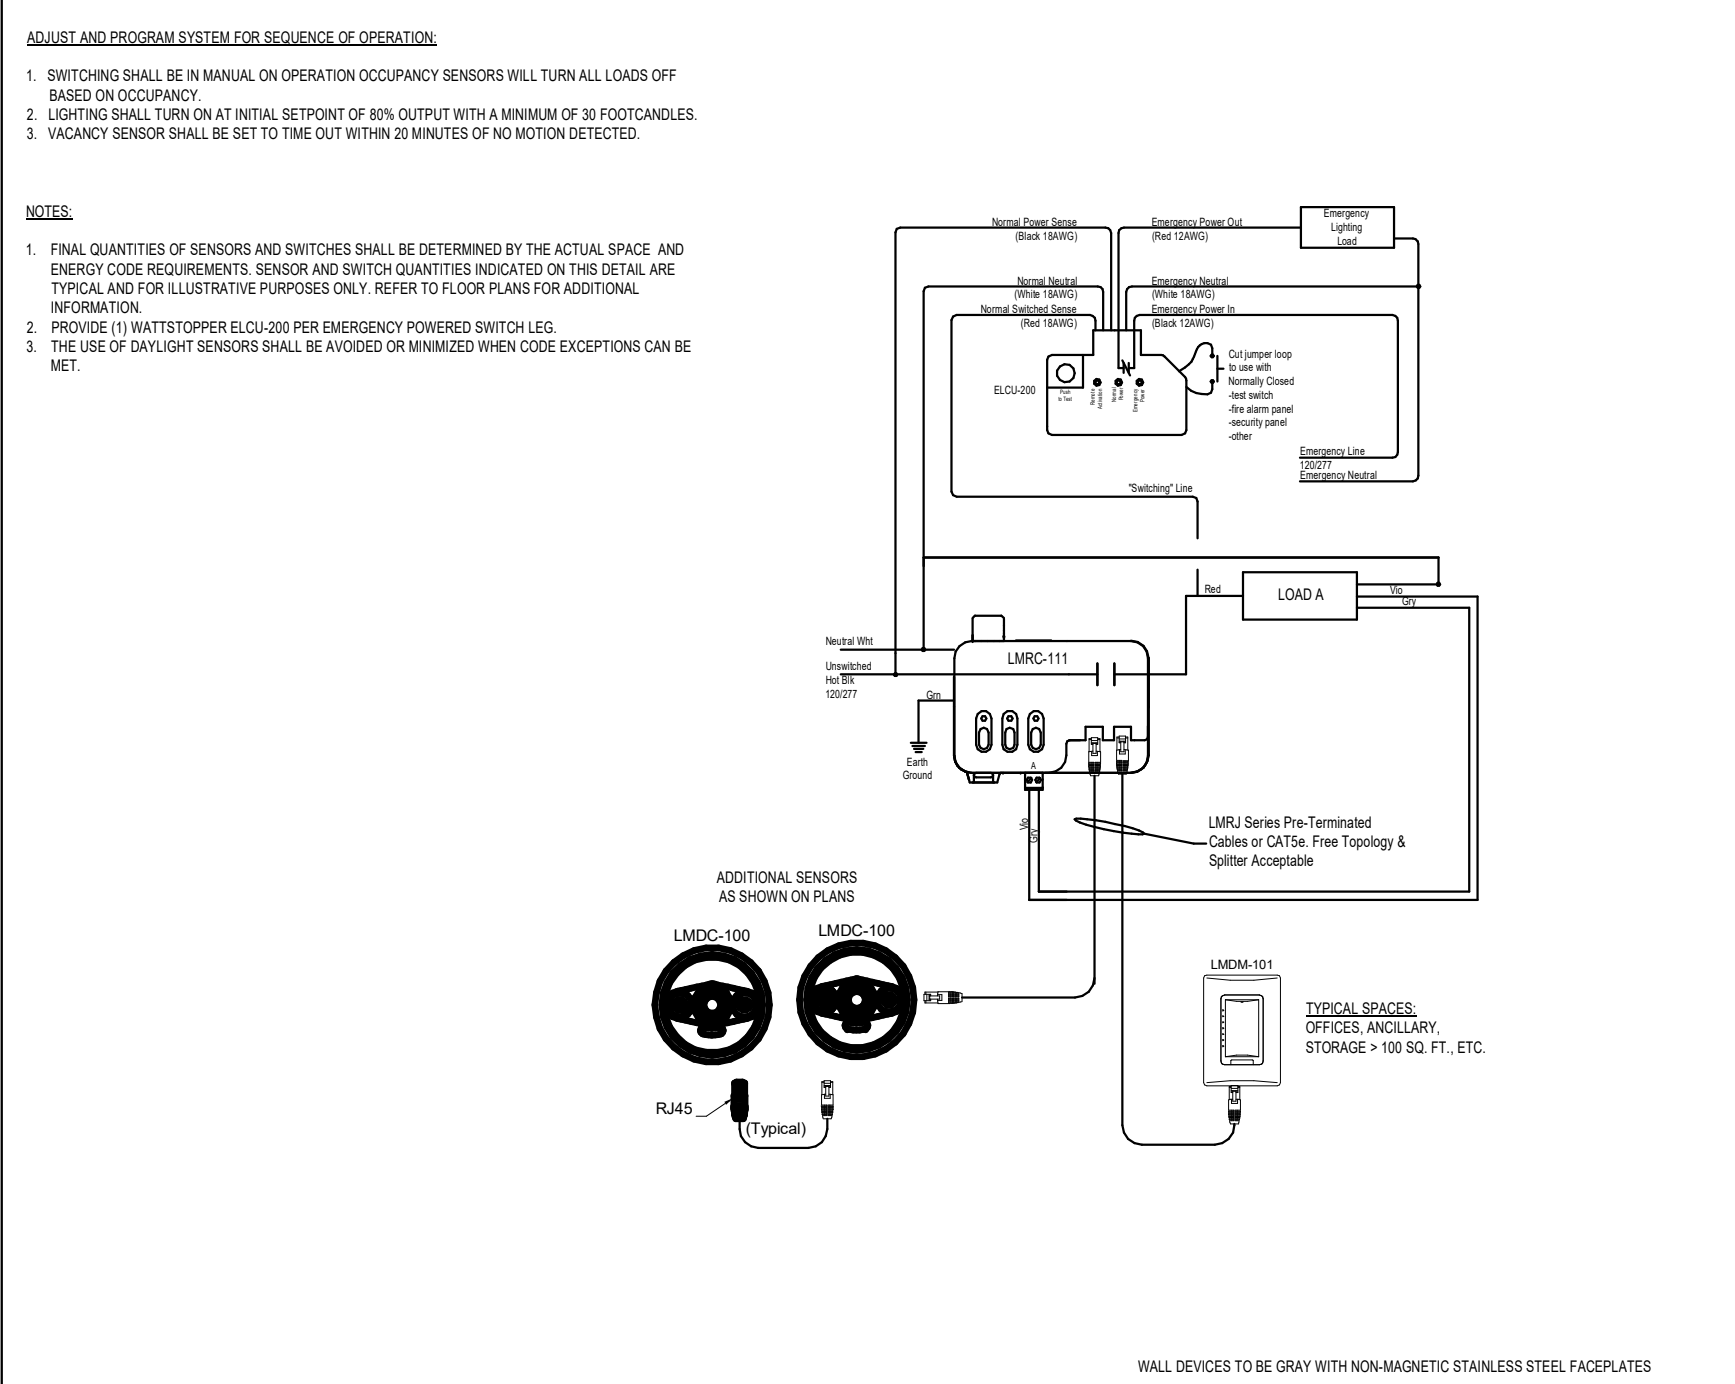 ADJUST AND PROGRAM SYSTEM FOR SEQUENCE OF OPERATION:
1. SWITCHING SHALL BE IN MANUAL ON OPERATION OCCUPANCY SENSORS WILL TURN ALL LOADS OFF
BASED ON OCCUPANCY.
2. LIGHTING SHALL TURN ON AT INITIAL SETPOINT OF 80% OUTPUT WITH A MINIMUM OF 30 FOOTCANDLES.
3. VACANCY SENSOR SHALL BE SET TO TIME OUT WITHIN 20 MINUTES OF NO MOTION DETECTED.
NOTES:
1. FINAL QUANTITIES OF SENSORS AND SWITCHES SHALL BE DETERMINED BY THE ACTUAL SPACE AND
ENERGY CODE REQUIREMENTS. SENSOR AND SWITCH QUANTITIES INDICATED ON THIS DETAIL ARE
TYPICAL AND FOR ILLUSTRATIVE PURPOSES ONLY. REFER TO FLOOR PLANS FOR ADDITIONAL
INFORMATION.
2. PROVIDE (1) WATTSTOPPER ELCU-200 PER EMERGENCY POWERED SWITCH LEG.
3. THE USE OF DAYLIGHT SENSORS SHALL BE AVOIDED OR MINIMIZED WHEN CODE EXCEPTIONS CAN BE
MET.
Normal Power Sense
(Black 18AWG)
Emergency Power Out
(Red 12AWG)
Emergency
Lighting
Load
Normal Neutral
(White 18AWG)
Emergency Neutral
(White 18AWG)
Normal Switched Sense
(Red 18AWG)
Emergency Power In
(Black 12AWG)
ELCU-200
Push
to Test
Remote
Activation
Normal
Power
Emergency
Power
Cut jumper loop
to use with
Normally Closed
-test switch
-fire alarm panel
-security panel
-other
Emergency Line
120/277
Emergency Neutral
"Switching" Line
Red
LOAD A
Vio
Gry
Neutral Wht
Unswitched
Hot Blk
120/277
LMRC-111
Grn
Earth
Ground
A
Vio
Gry
LMRJ Series Pre-Terminated
Cables or CAT5e. Free Topology &
Splitter Acceptable
ADDITIONAL SENSORS
AS SHOWN ON PLANS
LMDC-100
LMDC-100
LMDM-101
TYPICAL SPACES:
OFFICES, ANCILLARY,
STORAGE > 100 SQ. FT., ETC.
RJ45
(Typical)
WALL DEVICES TO BE GRAY WITH NON-MAGNETIC STAINLESS STEEL FACEPLATES